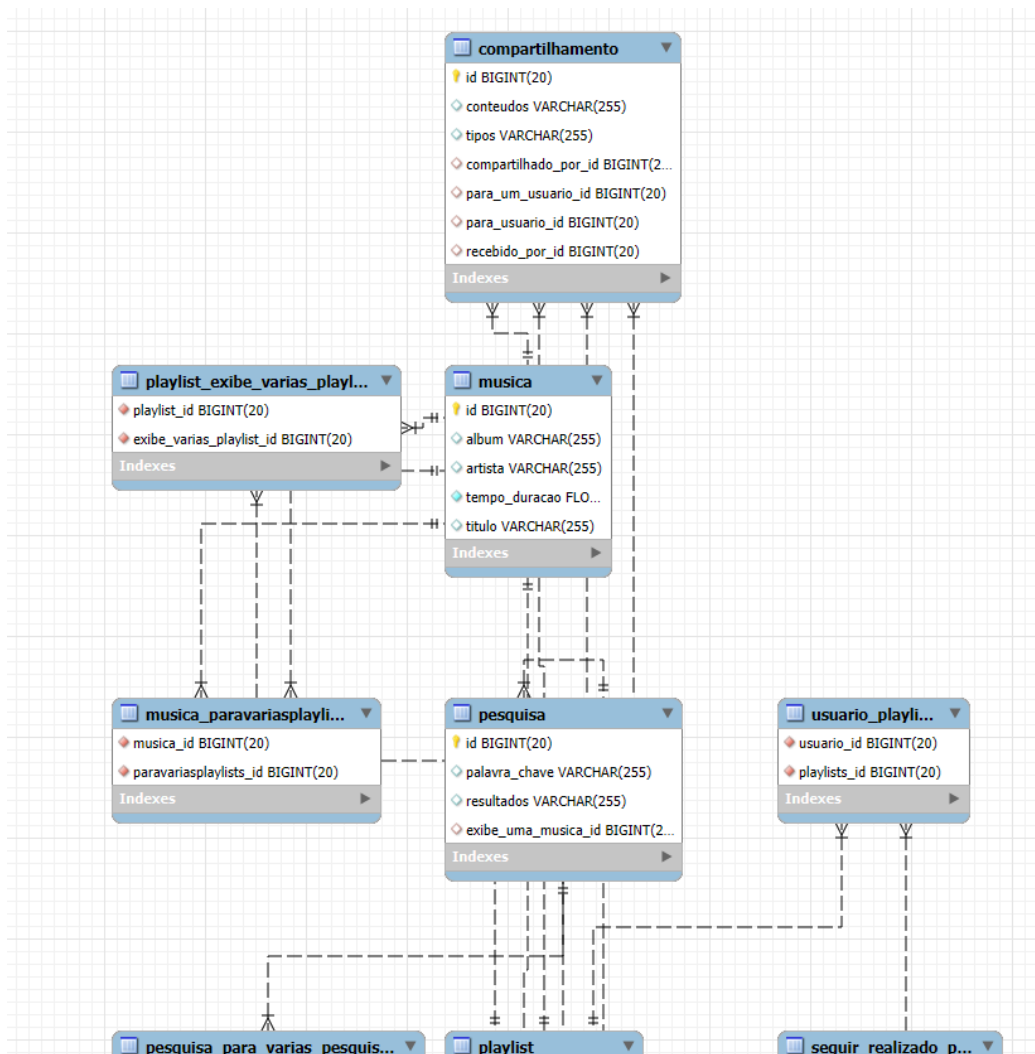 compartilhamento
id BIGINT(20)
conteudos VARCHAR(255)
tipos VARCHAR(255)
compartilhado_por_id BIGINT(2...
para_um_usuario_id BIGINT(20)
para_usuario_id BIGINT(20)
recebido_por_id BIGINT(20)
Indexes
playlist_exibe_varias_playl...
playlist_id BIGINT(20)
exibe_varias_playlist_id BIGINT(20)
Indexes
musica
id BIGINT(20)
album VARCHAR(255)
artista VARCHAR(255)
tempo_duracao FLO...
titulo VARCHAR(255)
Indexes
musica_paravariasplayli...
musica_id BIGINT(20)
paravariasplaylists_id BIGINT(20)
Indexes
pesquisa
id BIGINT(20)
palavra_chave VARCHAR(255)
resultados VARCHAR(255)
exibe_uma_musica_id BIGINT(2...
Indexes
usuario_playli...
usuario_id BIGINT(20)
playlists_id BIGINT(20)
Indexes
pesquisa_para_varias_pesquis...
playlist
seguir_realizado_p...